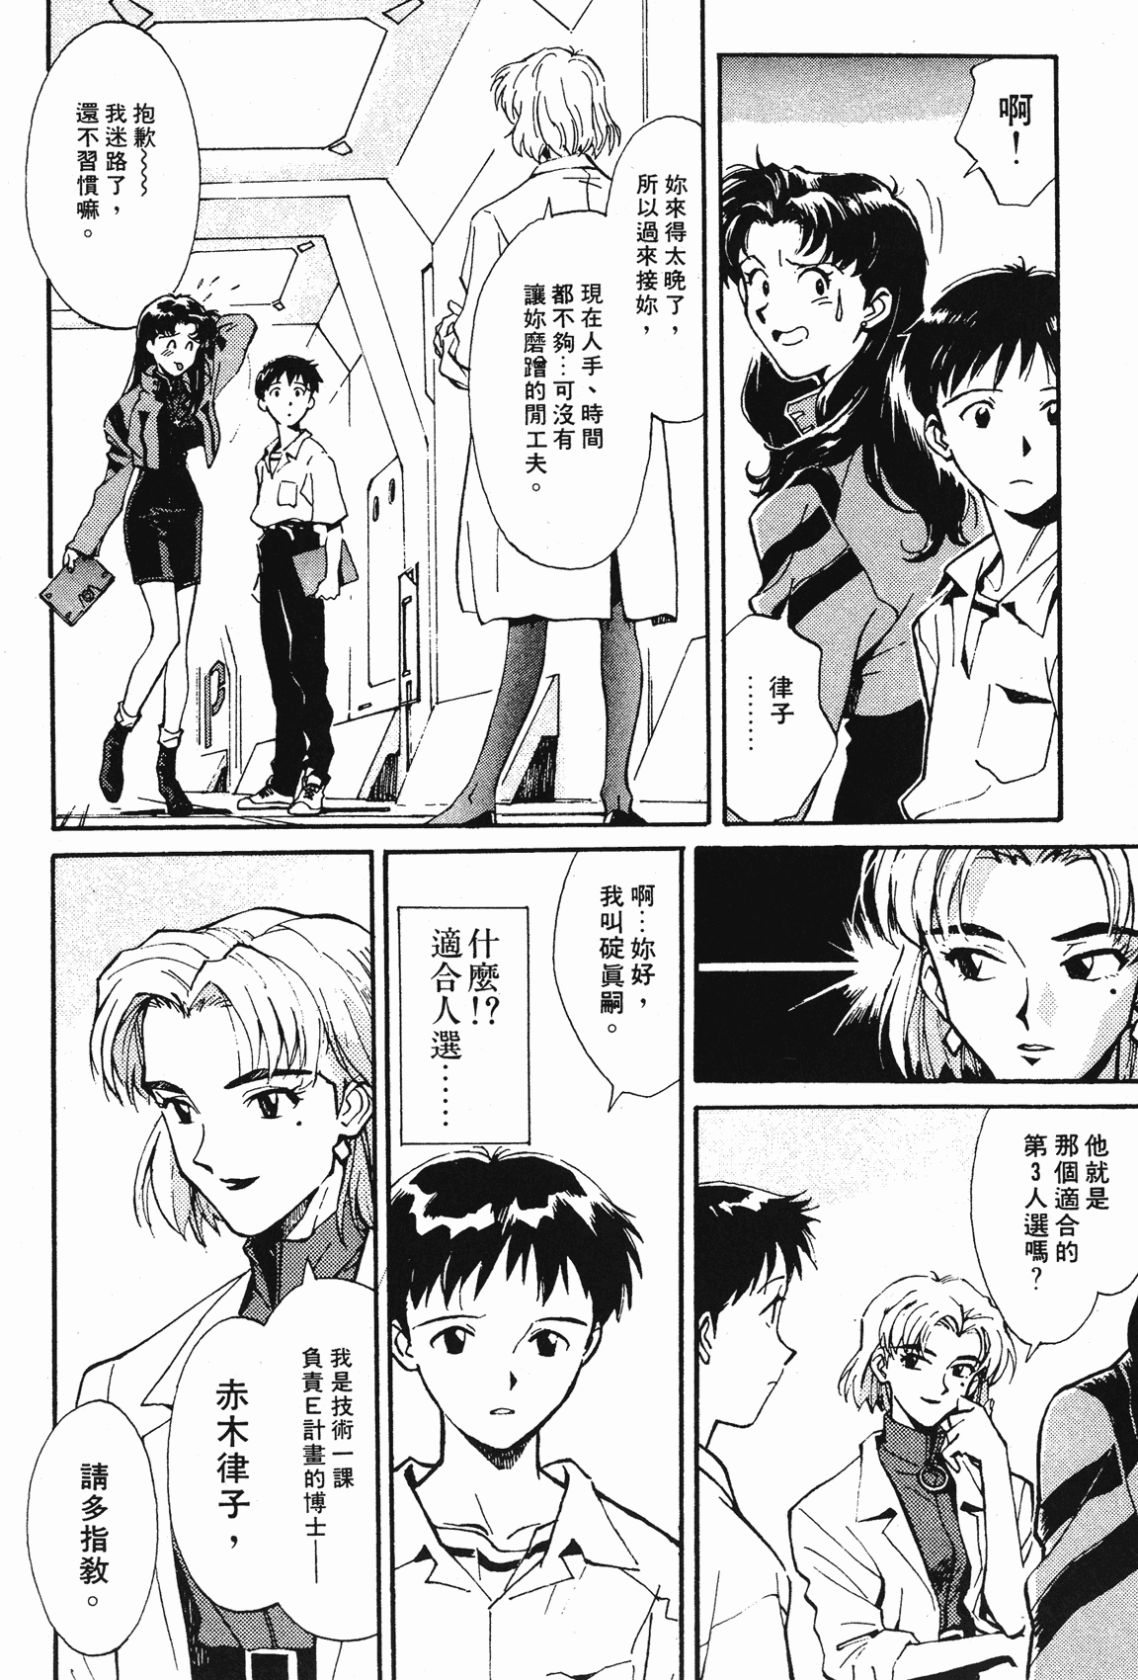 啊！
律子
………
妳來得太晚了，
所以過來接妳，
現在人手、時間
都不夠…可沒有
讓妳磨蹭的閒工夫。
抱歉～～
我迷路了，
還不習慣嘛。
他就是
那個適合的
第3人選嗎？
啊…妳好，
我叫碇眞嗣。
什麼!?
適合人選……
我是技術一課
負責E計畫的博士——
赤木律子，
請多指教。